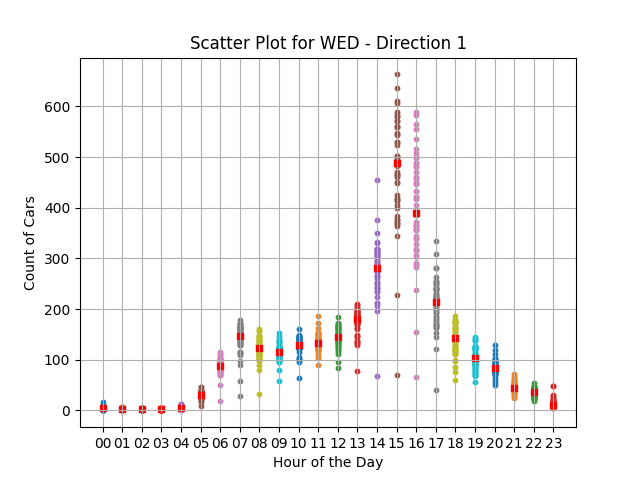 Scatter Plot for WED - Direction 1
Count of Cars
600
500
400
300
200
100
0
00 01 02 03 04 05 06 07 08 09 10 11 12 13 14 15 16 17 18 19 20 21 22 23
Hour of the Day